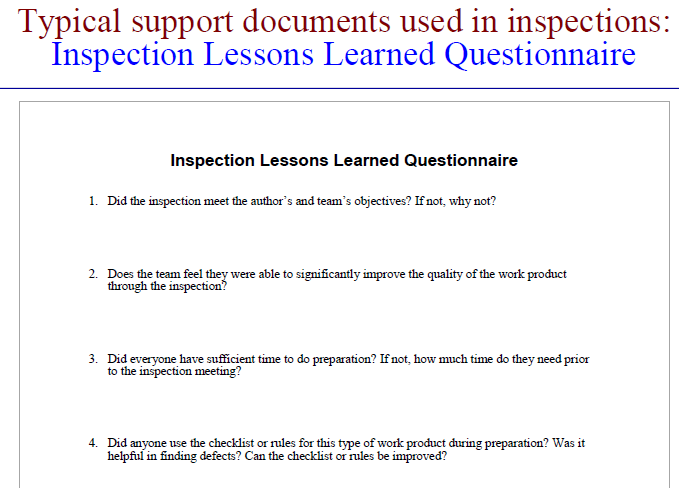 Typical support documents used in inspections:
Inspection Lessons Learned Questionnaire
Inspection Lessons Learned Questionnaire
1. Did the inspection meet the author's and team's objectives? If not, why not?
2. Does the team feel they were able to significantly improve the quality of the work product
through the inspection?
3. Did everyone have sufficient time to do preparation? If not, how much time do they need prior
to the inspection meeting?
4. Did anyone use the checklist or rules for this type of work product during preparation? Was it
helpful in finding defects? Can the checklist or rules be improved?